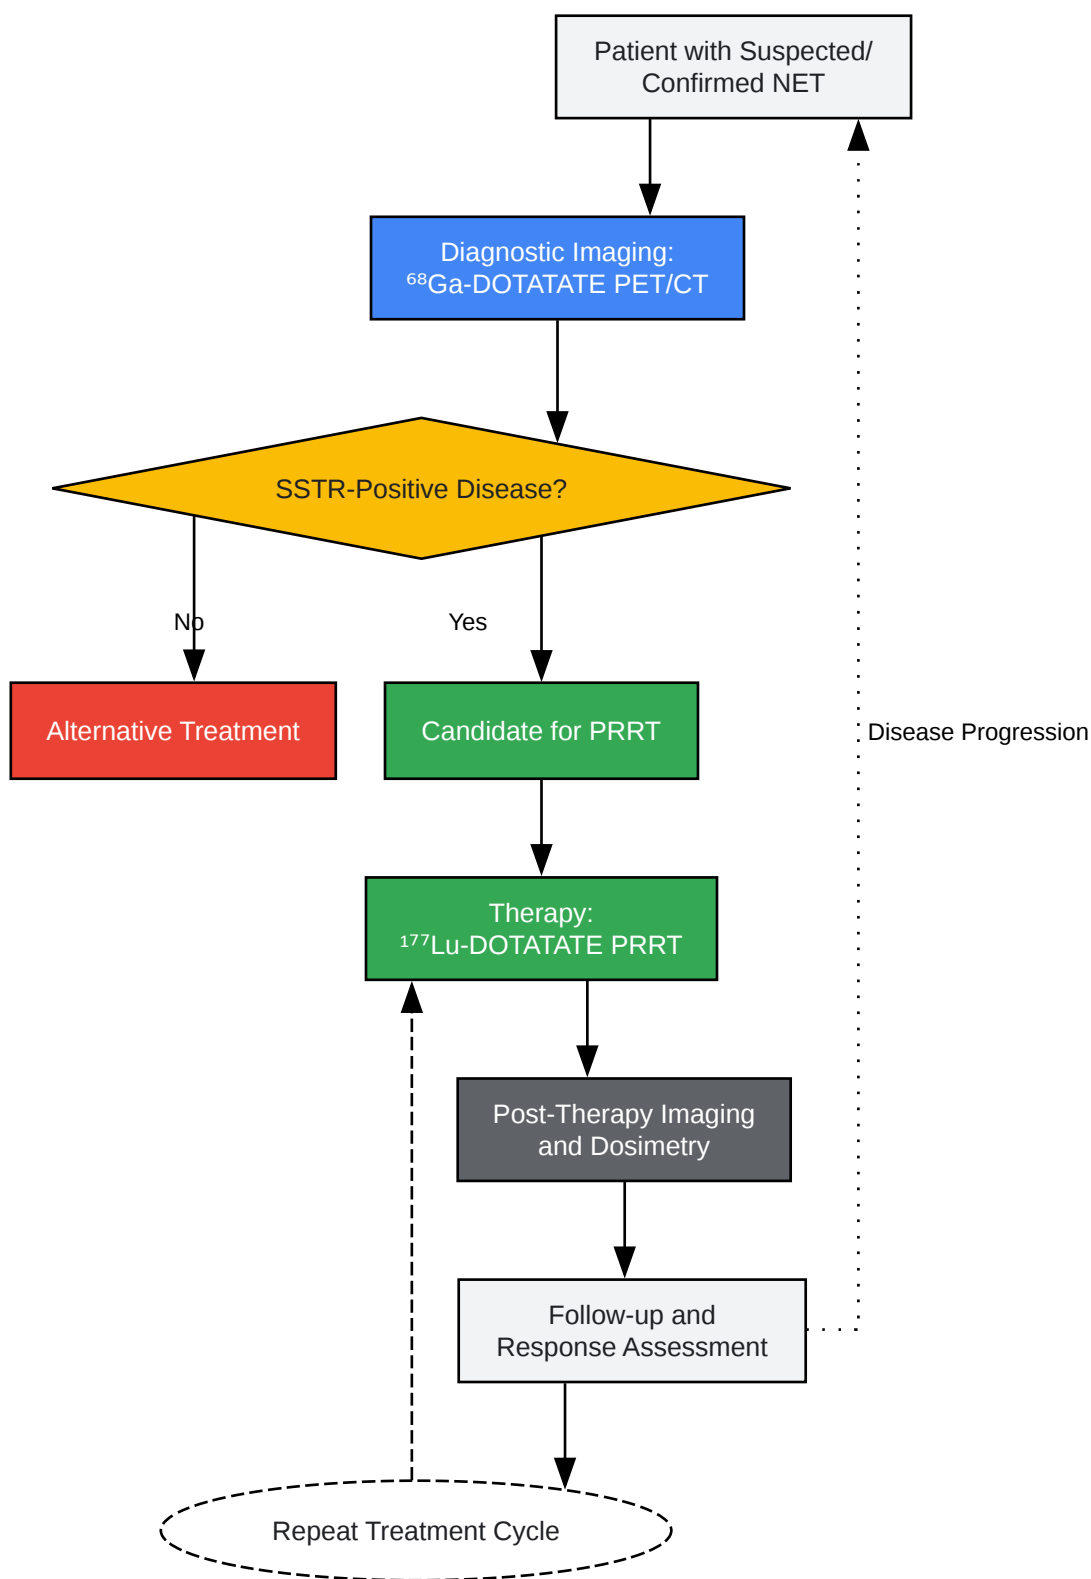 Patient with Suspected/
Confirmed NET
Diagnostic Imaging:
⁶⁸Ga-DOTATATE PET/CT
SSTR-Positive Disease?
No
Yes
Alternative Treatment
Candidate for PRRT
Disease Progression
Therapy:
¹⁷⁷Lu-DOTATATE PRRT
Post-Therapy Imaging
and Dosimetry
Follow-up and
Response Assessment
Repeat Treatment Cycle